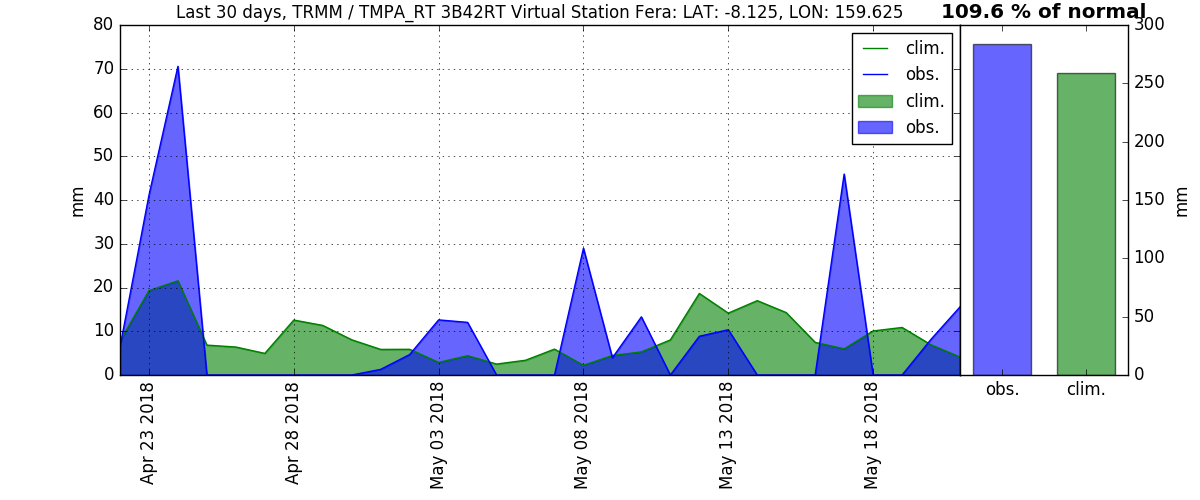 Last 30 days, TRMM / TMPA_RT 3B42RT Virtual Station Fera: LAT: -8.125, LON: 159.625
109.6 % of normal
80
70
60
50
40
30
20
10
0
mm
clim.
obs.
clim.
obs.
300
250
200
150
100
50
0
mm
Apr 23 2018
Apr 28 2018
May 03 2018
May 08 2018
May 13 2018
May 18 2018
obs.
clim.